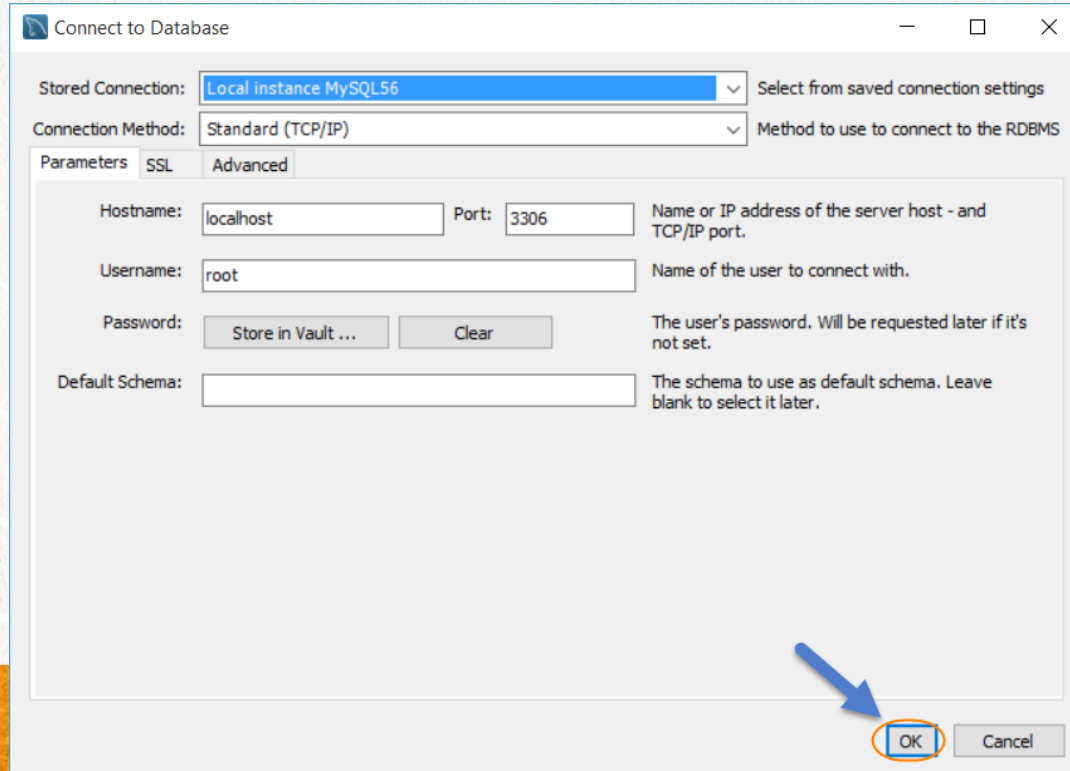 Connect to Database
Stored Connection: Local instance MySQL56 Select from saved connection settings
Connection Method: Standard (TCP/IP) Method to use to connect to the RDBMS
Parameters SSL Advanced
Hostname: localhost Port: 3306 Name or IP address of the server host - and
TCP/IP port.
Username: root Name of the user to connect with.
Password: Store in Vault ... Clear The user's password. Will be requested later if it's
not set.
Default Schema: The schema to use as default schema. Leave
blank to select it later.
OK Cancel